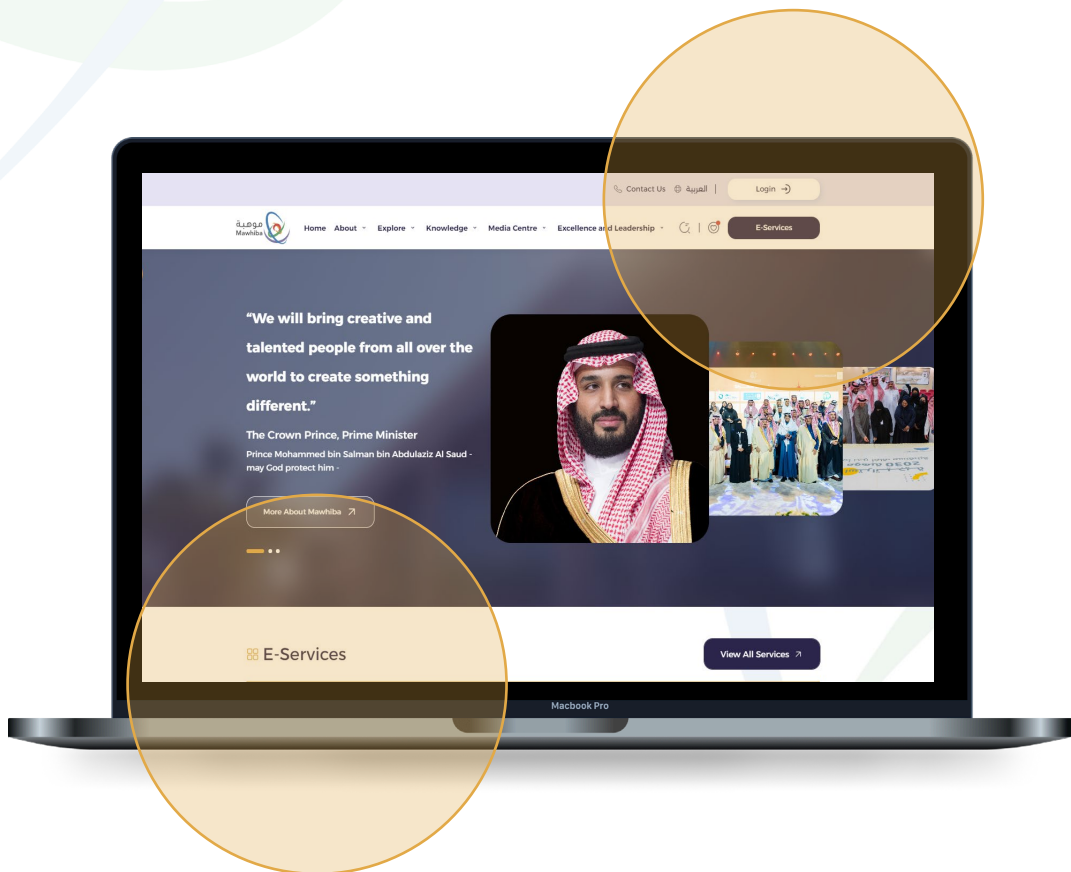 Contact Us العربية | Login
موهبة
Mawhiba
Home About Explore Knowledge Media Centre Excellence and Leadership | E-Services
“We will bring creative and
talented people from all over the
world to create something
different.”
The Crown Prince, Prime Minister
Prince Mohammed bin Salman bin Abdulaziz Al Saud -
may God protect him -
More About Mawhiba
2030
E-Services
View All Services
Macbook Pro